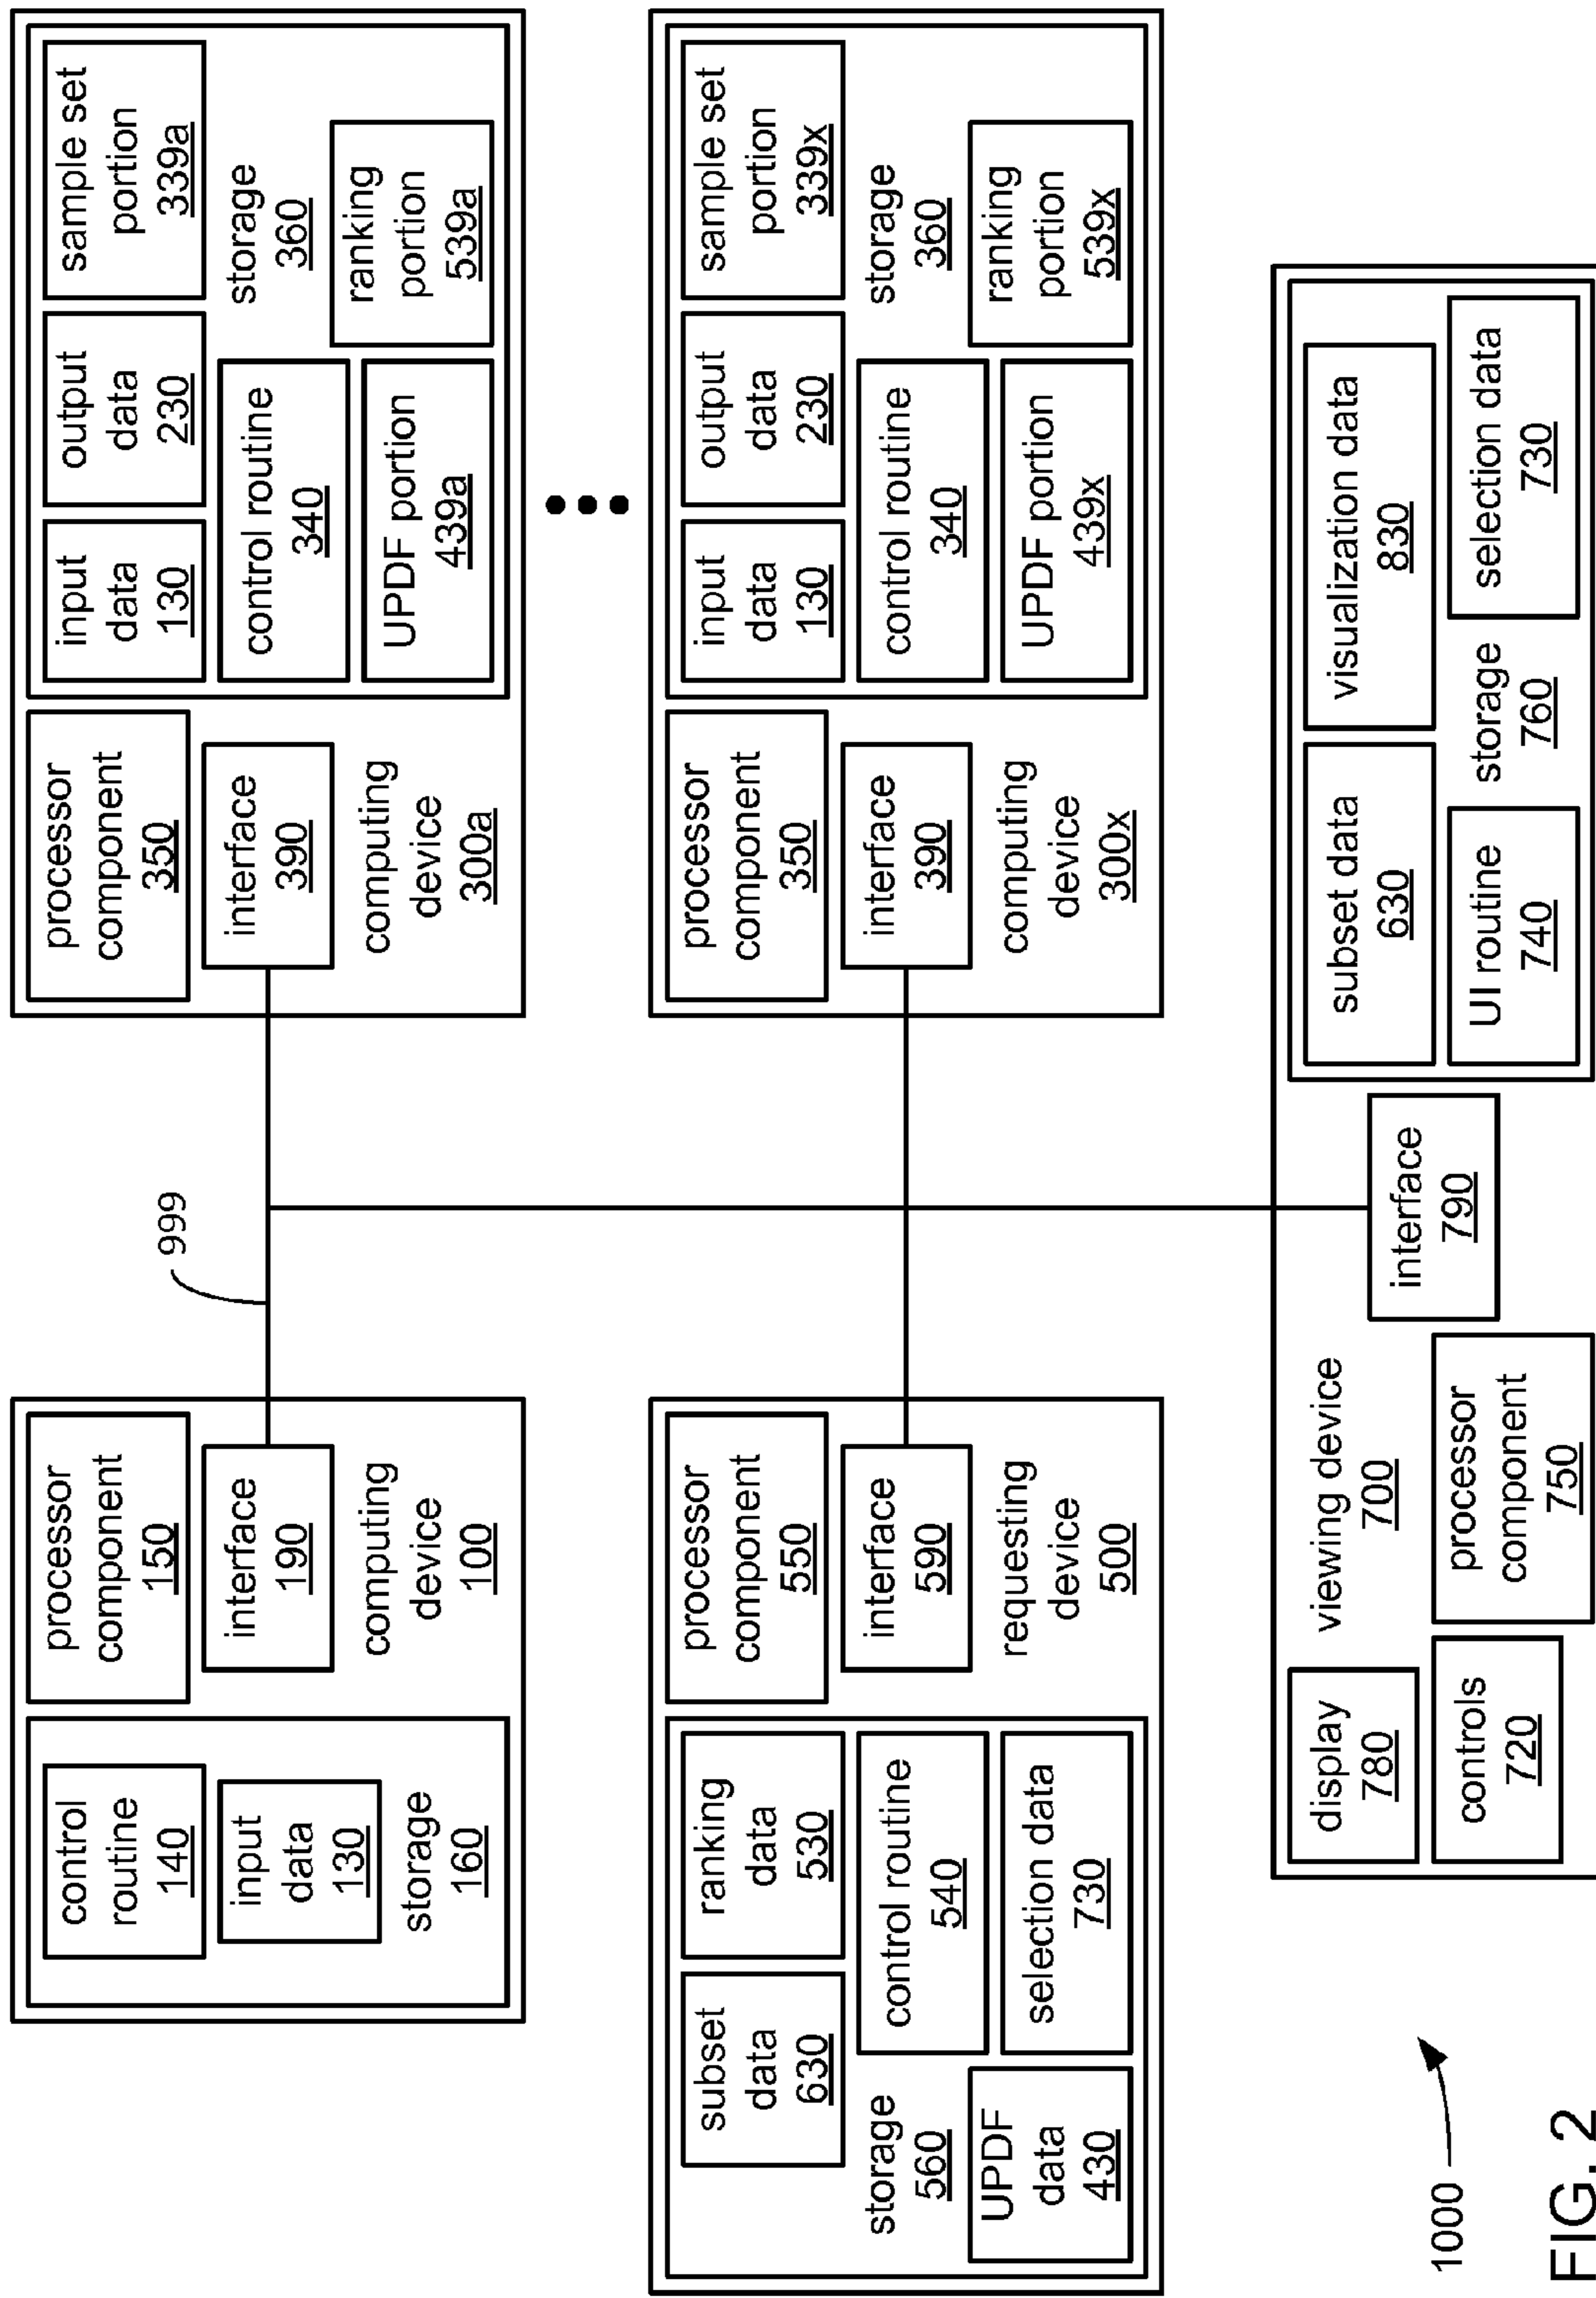 control
routine
140
input
data
130
storage
160
processor
component
150
interface
190
computing
device
100
999
processor
component
350
interface
390
computing
device
300a
input
data
130
output
data
230
sample set
portion
339a
control routine
340
storage
360
UPDF portion
439a
ranking
portion
539a
subset
data
630
ranking
data
530
storage
560
control routine
540
UPDF
data
430
selection data
730
processor
component
550
interface
590
requesting
device
500
processor
component
350
interface
390
computing
device
300x
input
data
130
output
data
230
sample set
portion
339x
control routine
340
storage
360
UPDF portion
439x
ranking
portion
539x
display
780
viewing device
700
controls
720
processor
component
750
interface
790
subset data
630
visualization data
830
UI routine
740
storage
760
selection data
730
1000
FIG. 2